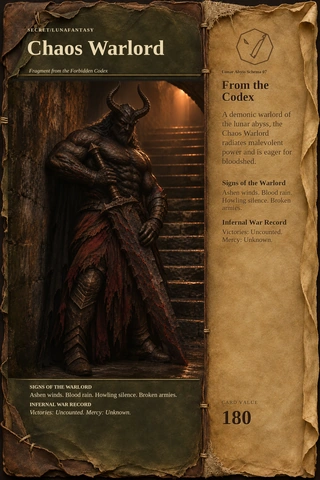 SECRET/LUNAFANTASY
Chaos Warlord
Fragment from the Forbidden Codex
SIGNS OF THE WARLORD
Ashen winds. Blood rain. Howling silence. Broken armies.
INFERNAL WAR RECORD
Victories: Uncounted. Mercy: Unknown.
From the
Codex
A demonic warlord of
the lunar abyss, the
Chaos Warlord
radiates malevolent
power and is eager for
bloodshed.
Signs of the Warlord
Ashen winds. Blood rain.
Howling silence. Broken
armies.
Infernal War Record
Victories: Uncounted.
Mercy: Unknown.
CARD VALUE
180